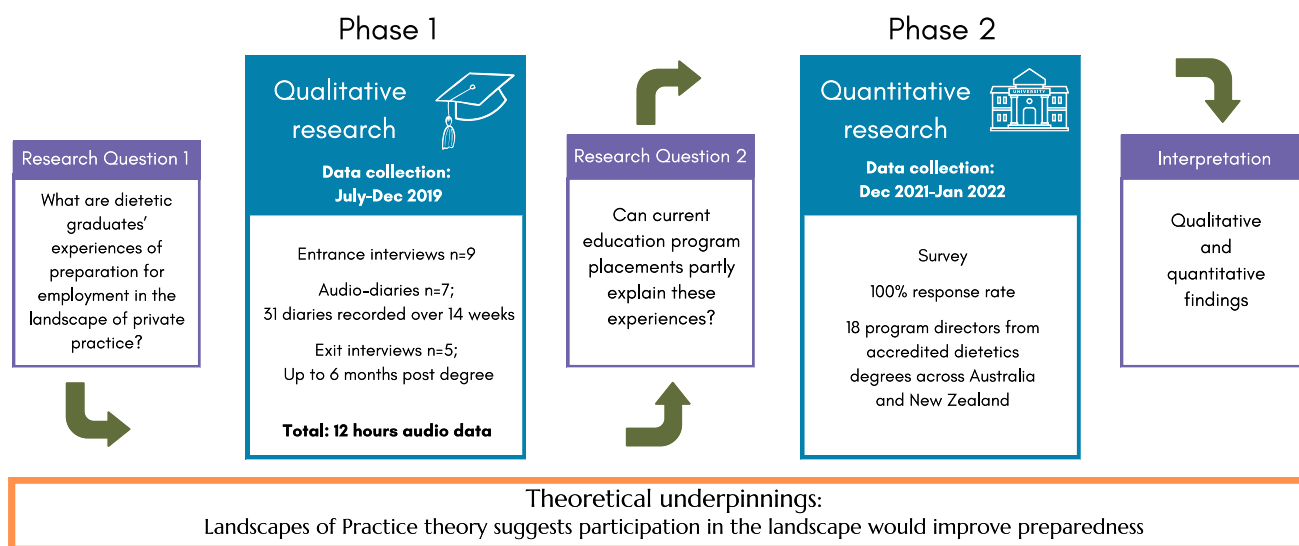 Phase 1
Phase 2
Research Question 1
What are dietetic
graduates'
experiences of
preparation for
employment in the
landscape of private
practice?
Qualitative
research
Data collection:
July-Dec 2019
Entrance interviews n=9
Audio-diaries n=7;
31 diaries recorded over 14 weeks
Exit interviews n=5;
Up to 6 months post degree
Total: 12 hours audio data
Research Question 2
Can current
education program
placements partly
explain these
experiences?
Quantitative
research
UNIVERSITY
Data collection:
Dec 2021-Jan 2022
Survey
100% response rate
18 program directors from
accredited dietetics
degrees across Australia
and New Zealand
Interpretation
Qualitative
and
quantitative
findings
Theoretical underpinnings:
Landscapes of Practice theory suggests participation in the landscape would improve preparedness